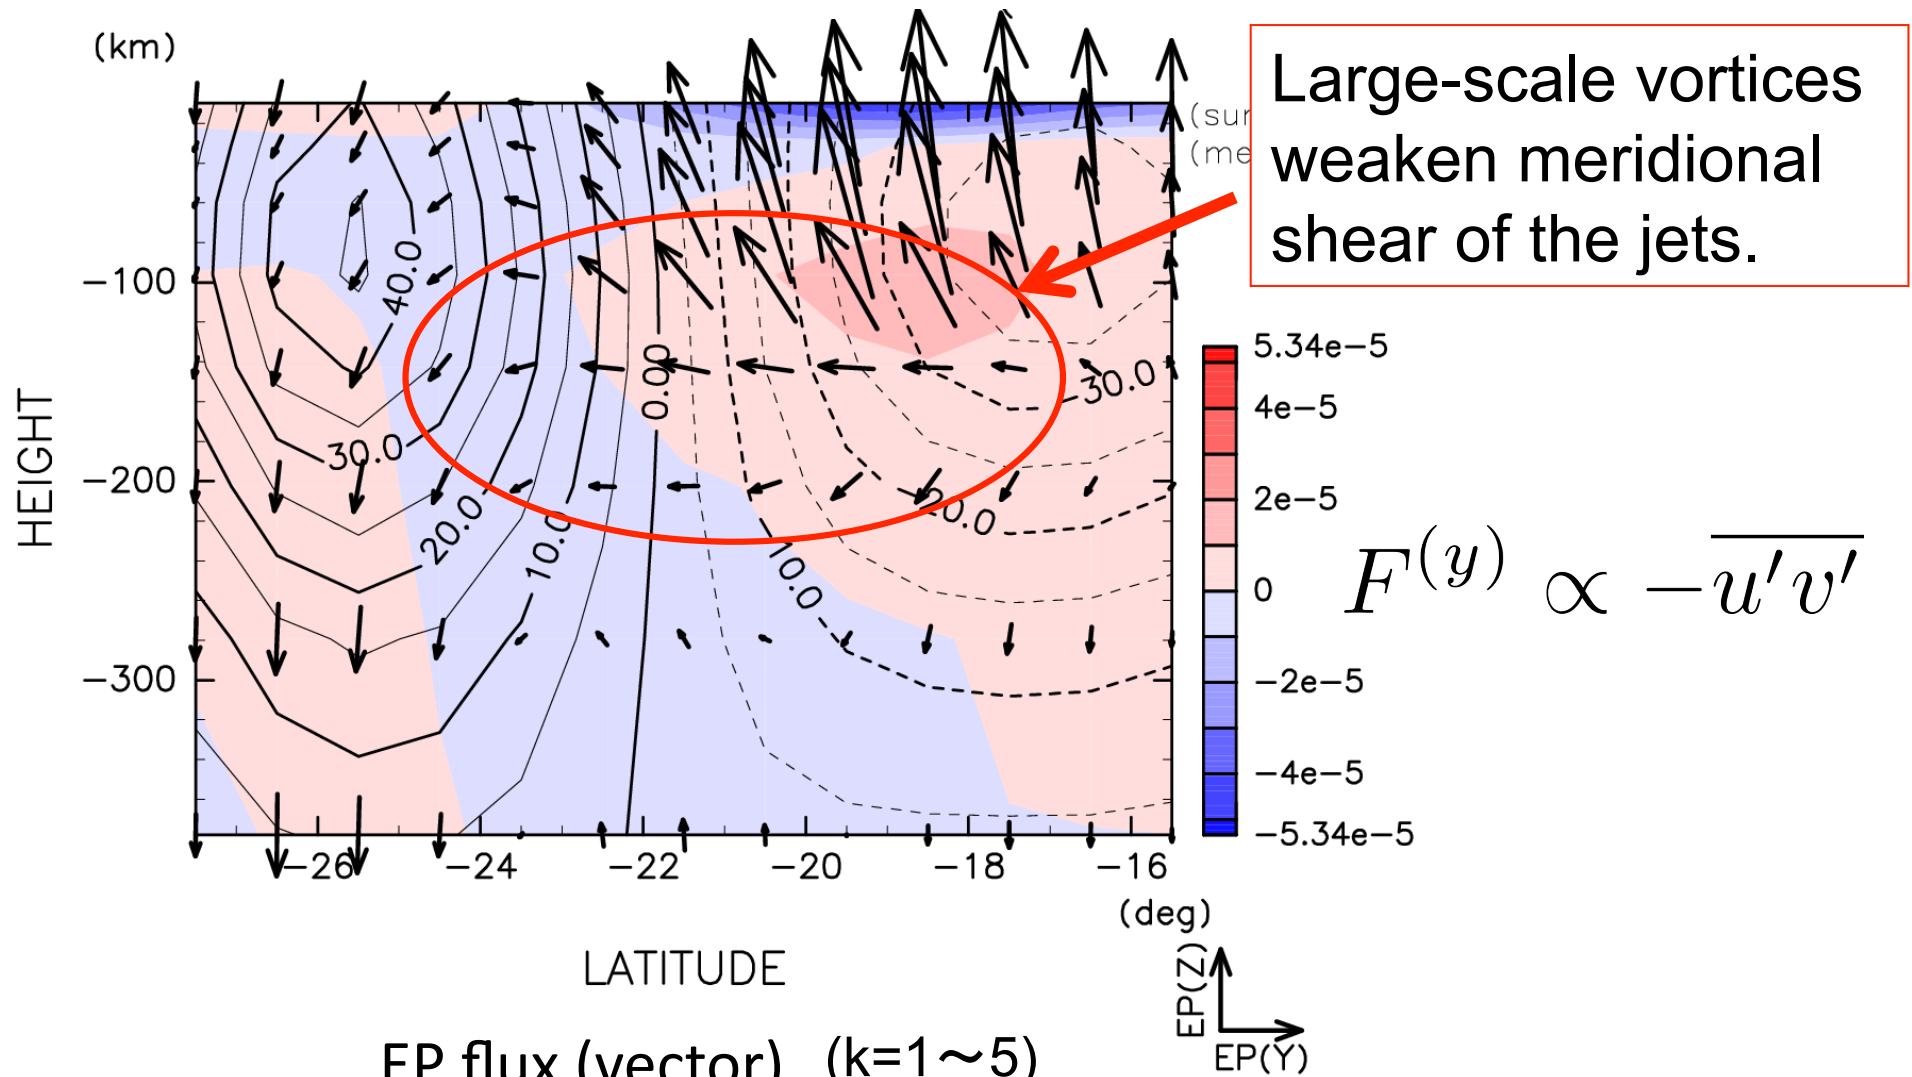 (km)
Large-scale vortices
weaken meridional
shear of the jets.
(sur
(me
40.0
-100
0.00
-30.0
5.34e-5
4e-5
30.0
HEIGHT
-200
20.0
10.0
-20.0
2e-5
10.0
0
F^{(y)} ∝ -\overline{u'v'}
-300
-2e-5
-4e-5
-5.34e-5
-26 -24 -22 -20 -18 -16
(deg)
LATITUDE
EP(Z)
EP(Y)
EP flux (vector) (k=1〜5)